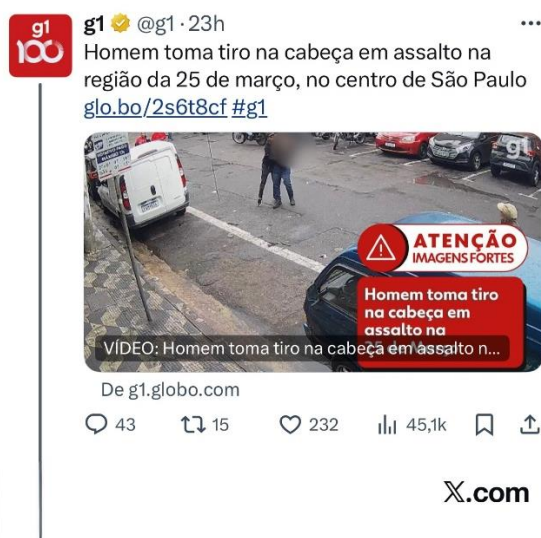 g1
100
g1 @g1 · 23h
Homem toma tiro na cabeça em assalto na
região da 25 de março, no centro de São Paulo
glo.bo/2s6t8cf #g1
g1
ATENÇÃO
IMAGENS FORTES
Homem toma tiro
na cabeça em
assalto na
VÍDEO: Homem toma tiro na cabeça em assalto n...
De g1.globo.com
43 15 232 45,1k
X.com